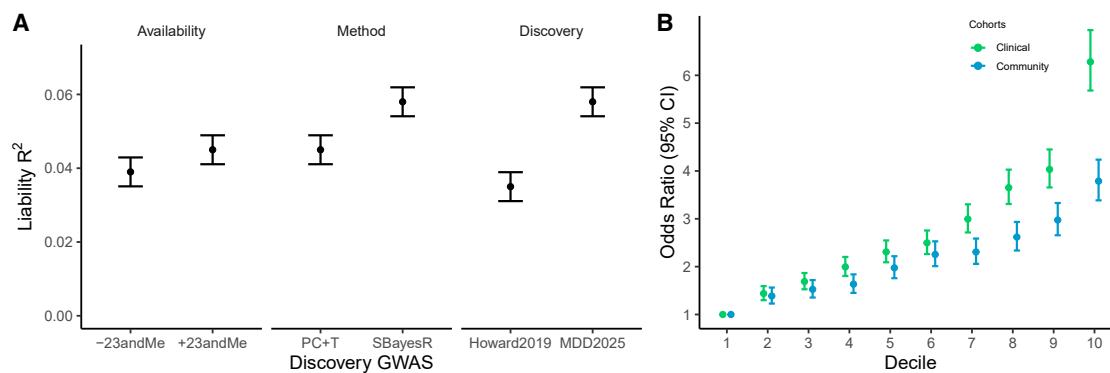 A
Availability
Method
Discovery
Liability R²
0.06
0.04
0.02
0.00
−23andMe
+23andMe
PC+T
SBayesR
Howard2019
MDD2025
Discovery GWAS
B
Cohorts
Clinical
Community
Odds Ratio (95% CI)
6
5
4
3
2
1
1 2 3 4 5 6 7 8 9 10
Decile